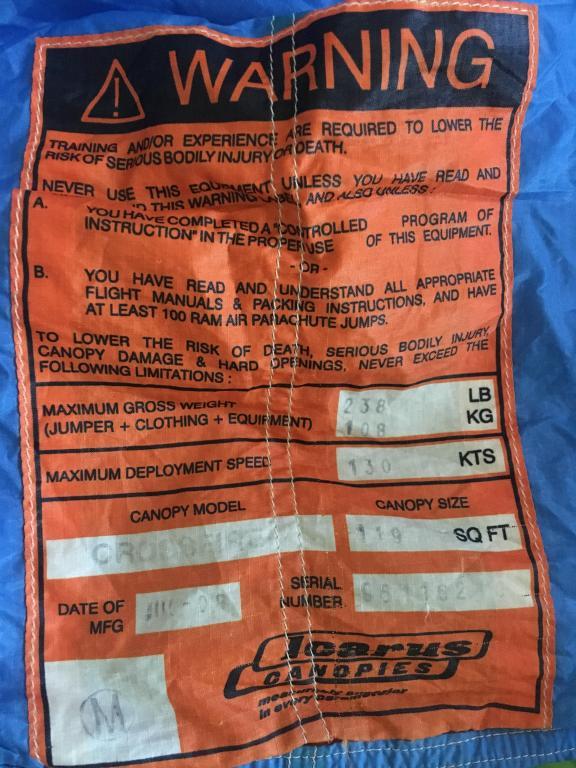 WARNING
TRAINING AND/OR EXPERIENCE ARE REQUIRED TO LOWER THE
RISK OF SERIOUS BODILY INJURY OR DEATH.
NEVER USE THIS EQUIPMENT UNLESS YOU HAVE READ AND
THIS WARNING LABEL AND ALSO UNLESS:
A. YOU HAVE COMPLETED A "CONTROLLED PROGRAM OF
INSTRUCTION" IN THE PROPER USE OF THIS EQUIPMENT.
- OR -
B. YOU HAVE READ AND UNDERSTAND ALL APPROPRIATE
FLIGHT MANUALS & PACKING INSTRUCTIONS, AND HAVE
AT LEAST 100 RAM AIR PARACHUTE JUMPS.
TO LOWER THE RISK OF DEATH, SERIOUS BODILY INJURY,
CANOPY DAMAGE & HARD OPENINGS, NEVER EXCEED THE
FOLLOWING LIMITATIONS :
MAXIMUM GROSS WEIGHT 238 LB
(JUMPER + CLOTHING + EQUIPMENT) 108 KG
MAXIMUM DEPLOYMENT SPEED 130 KTS
CANOPY MODEL CANOPY SIZE
CROSSFIRE 119 SQ FT
DATE OF SERIAL
MFG NUMBER
Icarus
CANOPIES
in every
M